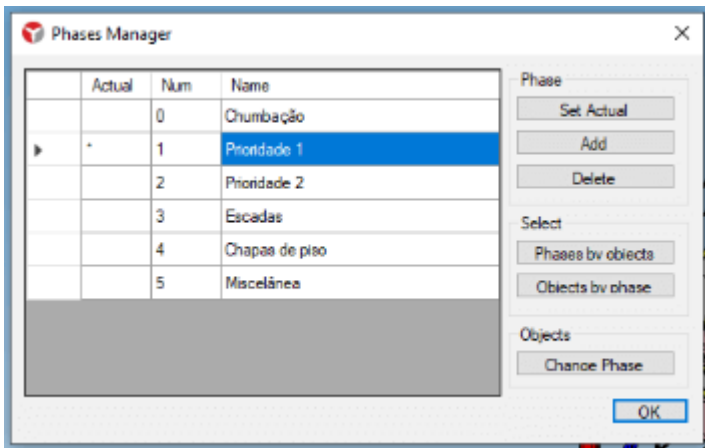 Phases Manager
Actual Num Name
0 Chumbação
* 1 Prioridade 1
2 Prioridade 2
3 Escadas
4 Chapas de piso
5 Miscelânea
Phase
Set Actual
Add
Delete
Select
Phases by objects
Objects by phase
Objects
Change Phase
OK